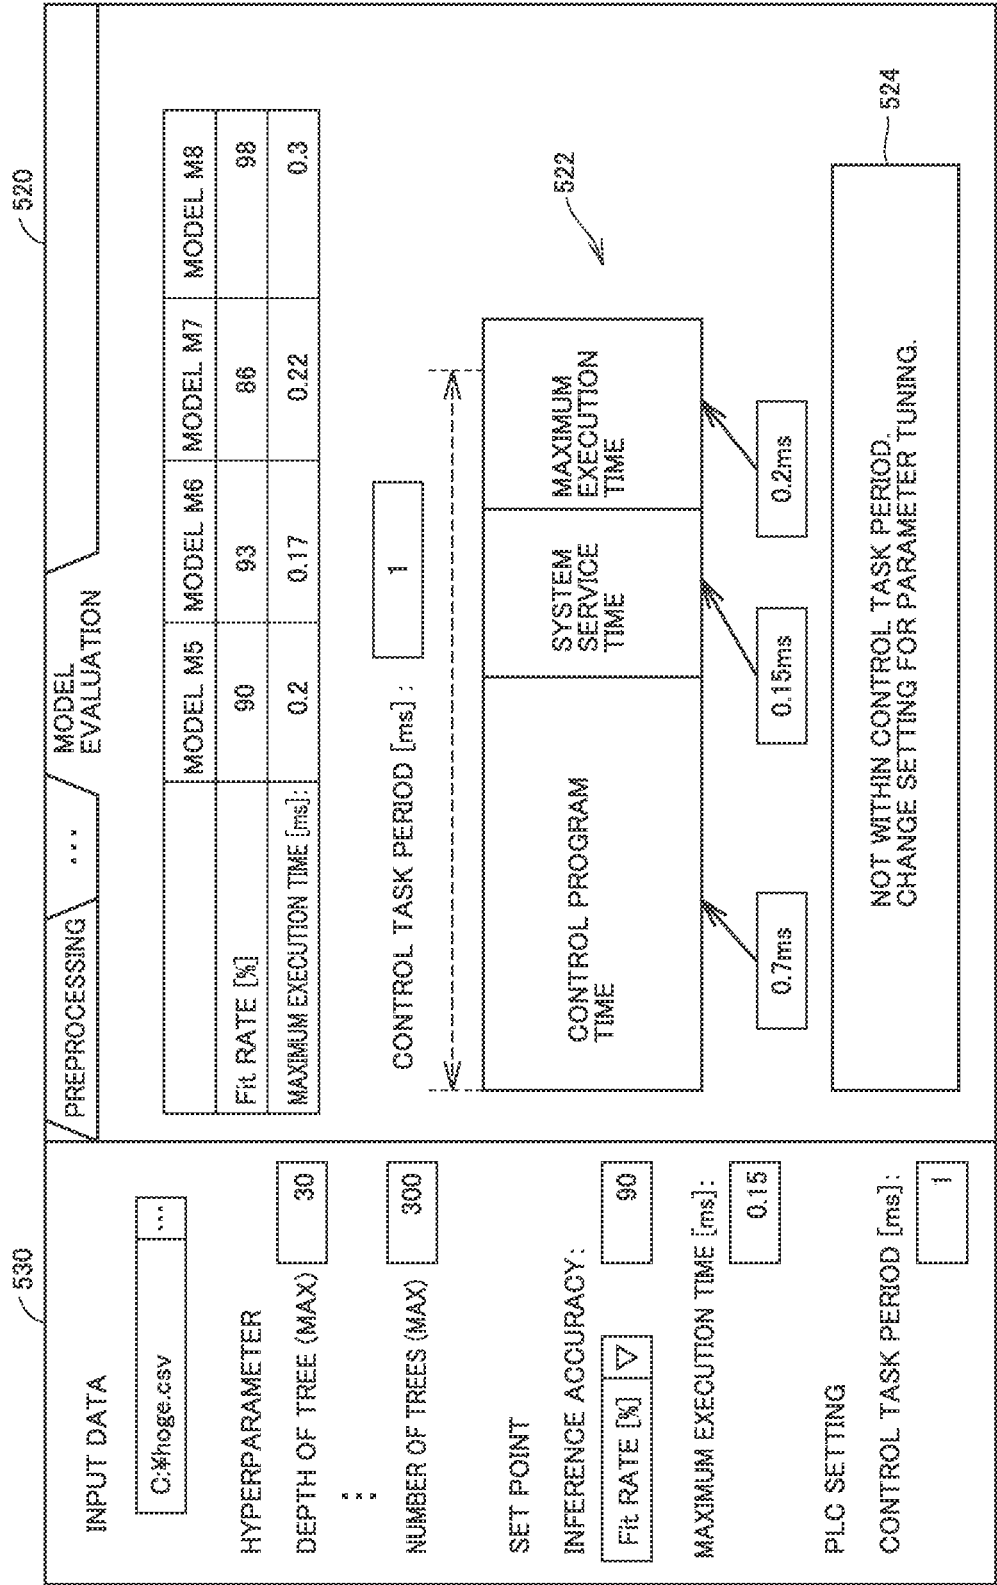 530
520
INPUT DATA
C:¥hoge.csv ...
HYPERPARAMETER
DEPTH OF TREE (MAX) 30
...
NUMBER OF TREES (MAX) 300
SET POINT
INFERENCE ACCURACY:
Fit RATE [%] ▽ 90
MAXIMUM EXECUTION TIME [ms]:
0.15
PLC SETTING
CONTROL TASK PERIOD [ms]:
1
PREPROCESSING ... MODEL
EVALUATION
MODEL M5 MODEL M6 MODEL M7 MODEL M8
Fit RATE [%] 90 93 86 98
MAXIMUM EXECUTION TIME [ms]: 0.2 0.17 0.22 0.3
CONTROL TASK PERIOD [ms]: 1
522
CONTROL PROGRAM
TIME
SYSTEM
SERVICE
TIME
MAXIMUM
EXECUTION
TIME
0.7ms 0.15ms 0.2ms
524
NOT WITHIN CONTROL TASK PERIOD.
CHANGE SETTING FOR PARAMETER TUNING.